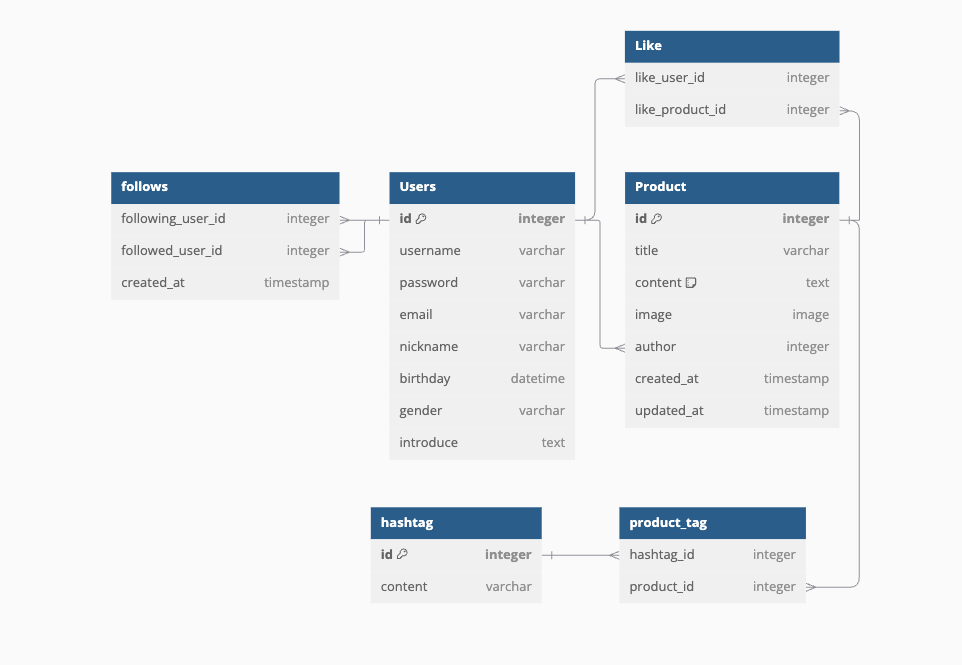 Like
like_user_id integer
like_product_id integer
follows
following_user_id integer
followed_user_id integer
created_at timestamp
Users
id integer
username varchar
password varchar
email varchar
nickname varchar
birthday datetime
gender varchar
introduce text
Product
id integer
title varchar
content text
image image
author integer
created_at timestamp
updated_at timestamp
hashtag
id integer
content varchar
product_tag
hashtag_id integer
product_id integer